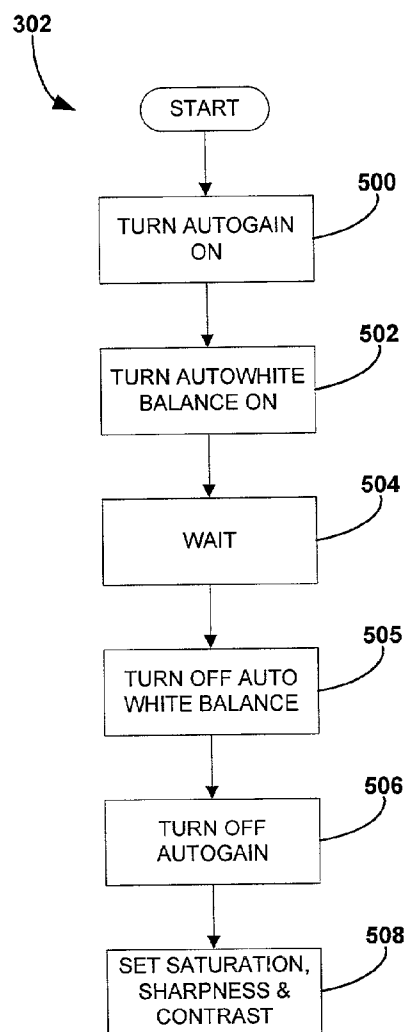 302
START
500
TURN AUTOGAIN
ON
502
TURN AUTOWHITE
BALANCE ON
504
WAIT
505
TURN OFF AUTO
WHITE BALANCE
506
TURN OFF
AUTOGAIN
508
SET SATURATION,
SHARPNESS &
CONTRAST